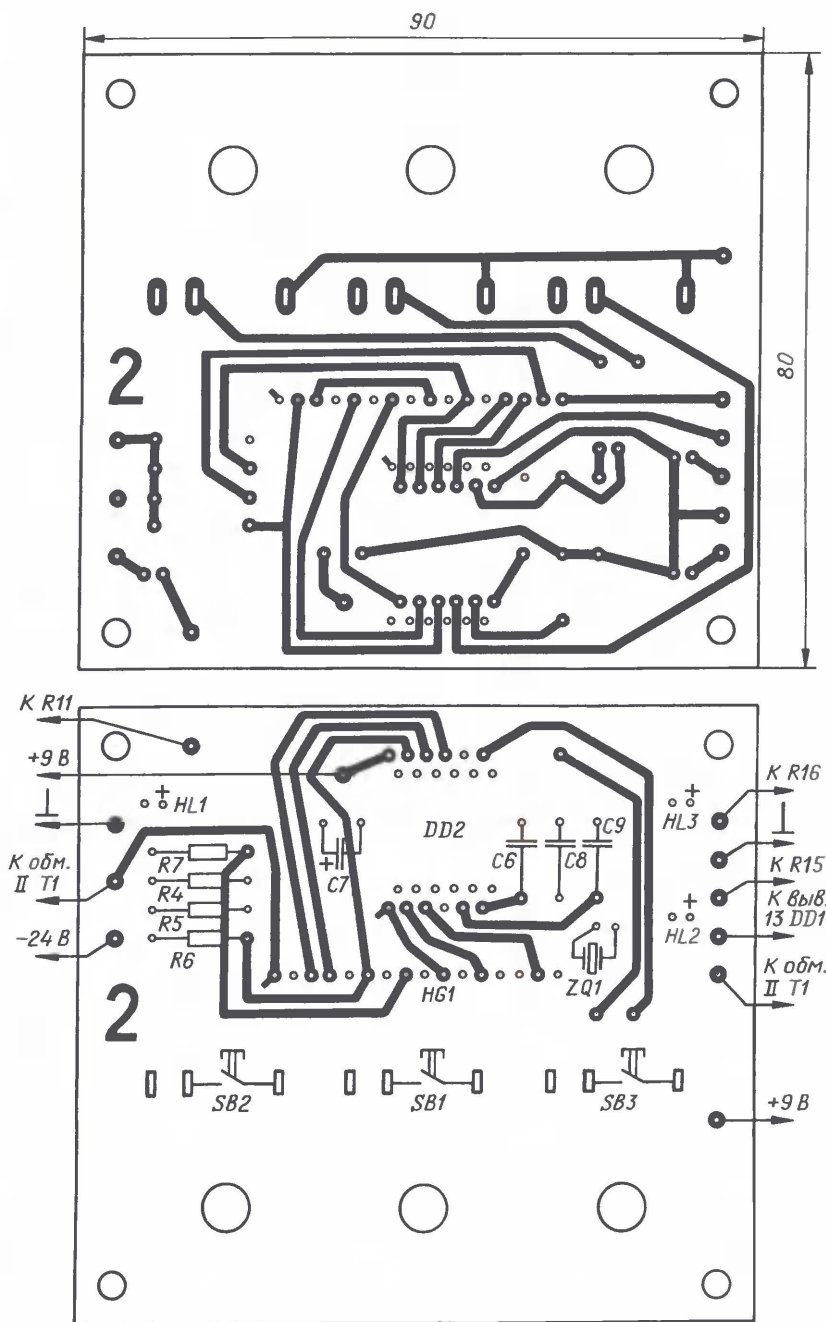 90
80
2
К R11
+9 В
⊥
К обм.
II T1
−24 В
+
HL1
R7
R4
R5
R6
+
C7
DD2
C6
C8
C9
+
HL3
+
HL2
HG1
ZQ1
К R16
⊥
К R15
К выв.
13 DD1
К обм.
II T1
+9 В
2
SB2
SB1
SB3